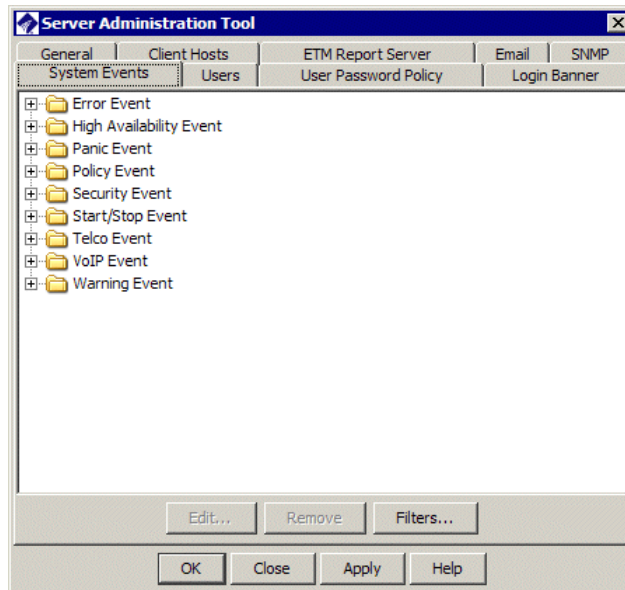 Server Administration Tool
General Client Hosts ETM Report Server Email SNMP
System Events Users User Password Policy Login Banner
Error Event
High Availability Event
Panic Event
Policy Event
Security Event
Start/Stop Event
Telco Event
VoIP Event
Warning Event
Edit... Remove Filters...
OK Close Apply Help